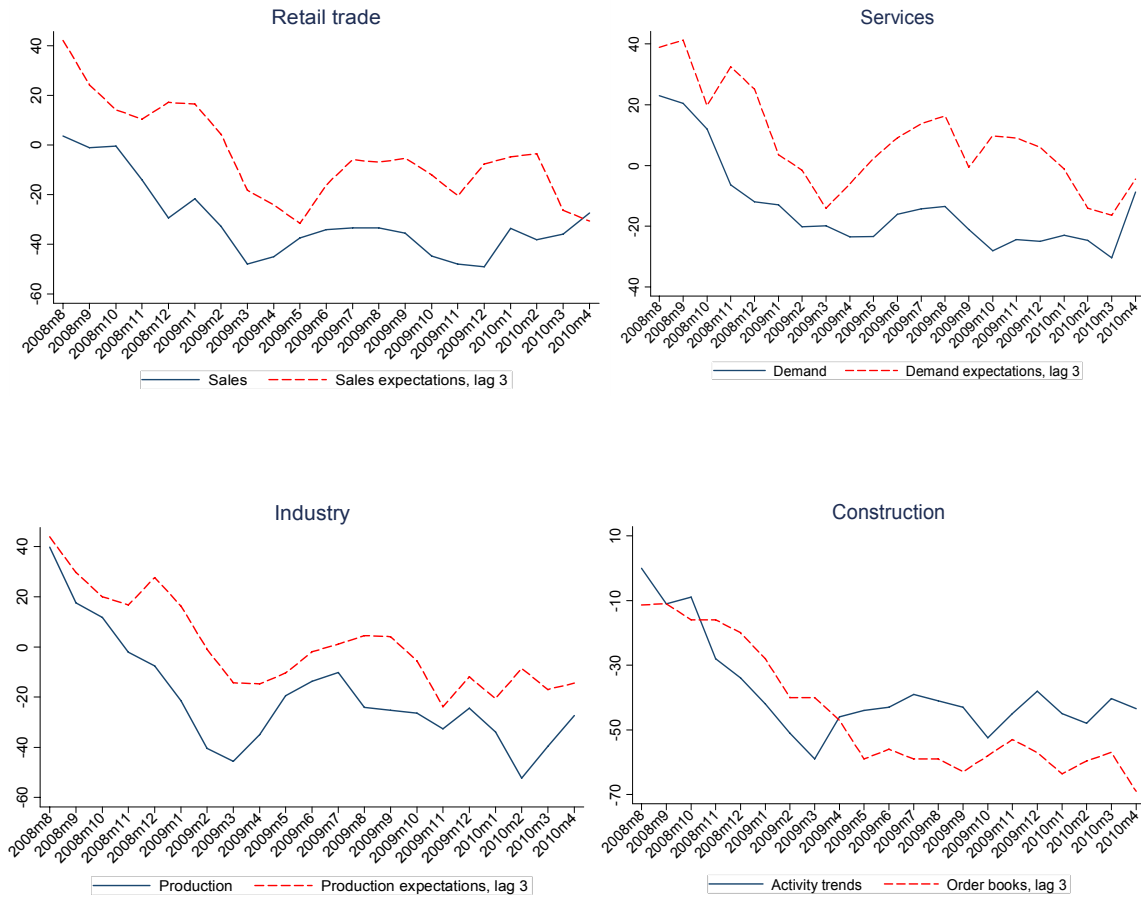 Retail trade
40
20
0
-20
-40
-60
2008m8
2008m9
2008m10
2008m11
2008m12
2009m1
2009m2
2009m3
2009m4
2009m5
2009m6
2009m7
2009m8
2009m9
2009m10
2009m11
2009m12
2010m1
2010m2
2010m3
2010m4
Sales Sales expectations, lag 3
Services
40
20
0
-20
-40
2008m8
2008m9
2008m10
2008m11
2008m12
2009m1
2009m2
2009m3
2009m4
2009m5
2009m6
2009m7
2009m8
2009m9
2009m10
2009m11
2009m12
2010m1
2010m2
2010m3
2010m4
Demand Demand expectations, lag 3
Industry
40
20
0
-20
-40
-60
2008m8
2008m9
2008m10
2008m11
2008m12
2009m1
2009m2
2009m3
2009m4
2009m5
2009m6
2009m7
2009m8
2009m9
2009m10
2009m11
2009m12
2010m1
2010m2
2010m3
2010m4
Production Production expectations, lag 3
Construction
10
-10
-30
-50
-70
2008m8
2008m9
2008m10
2008m11
2008m12
2009m1
2009m2
2009m3
2009m4
2009m5
2009m6
2009m7
2009m8
2009m9
2009m10
2009m11
2009m12
2010m1
2010m2
2010m3
2010m4
Activity trends Order books, lag 3